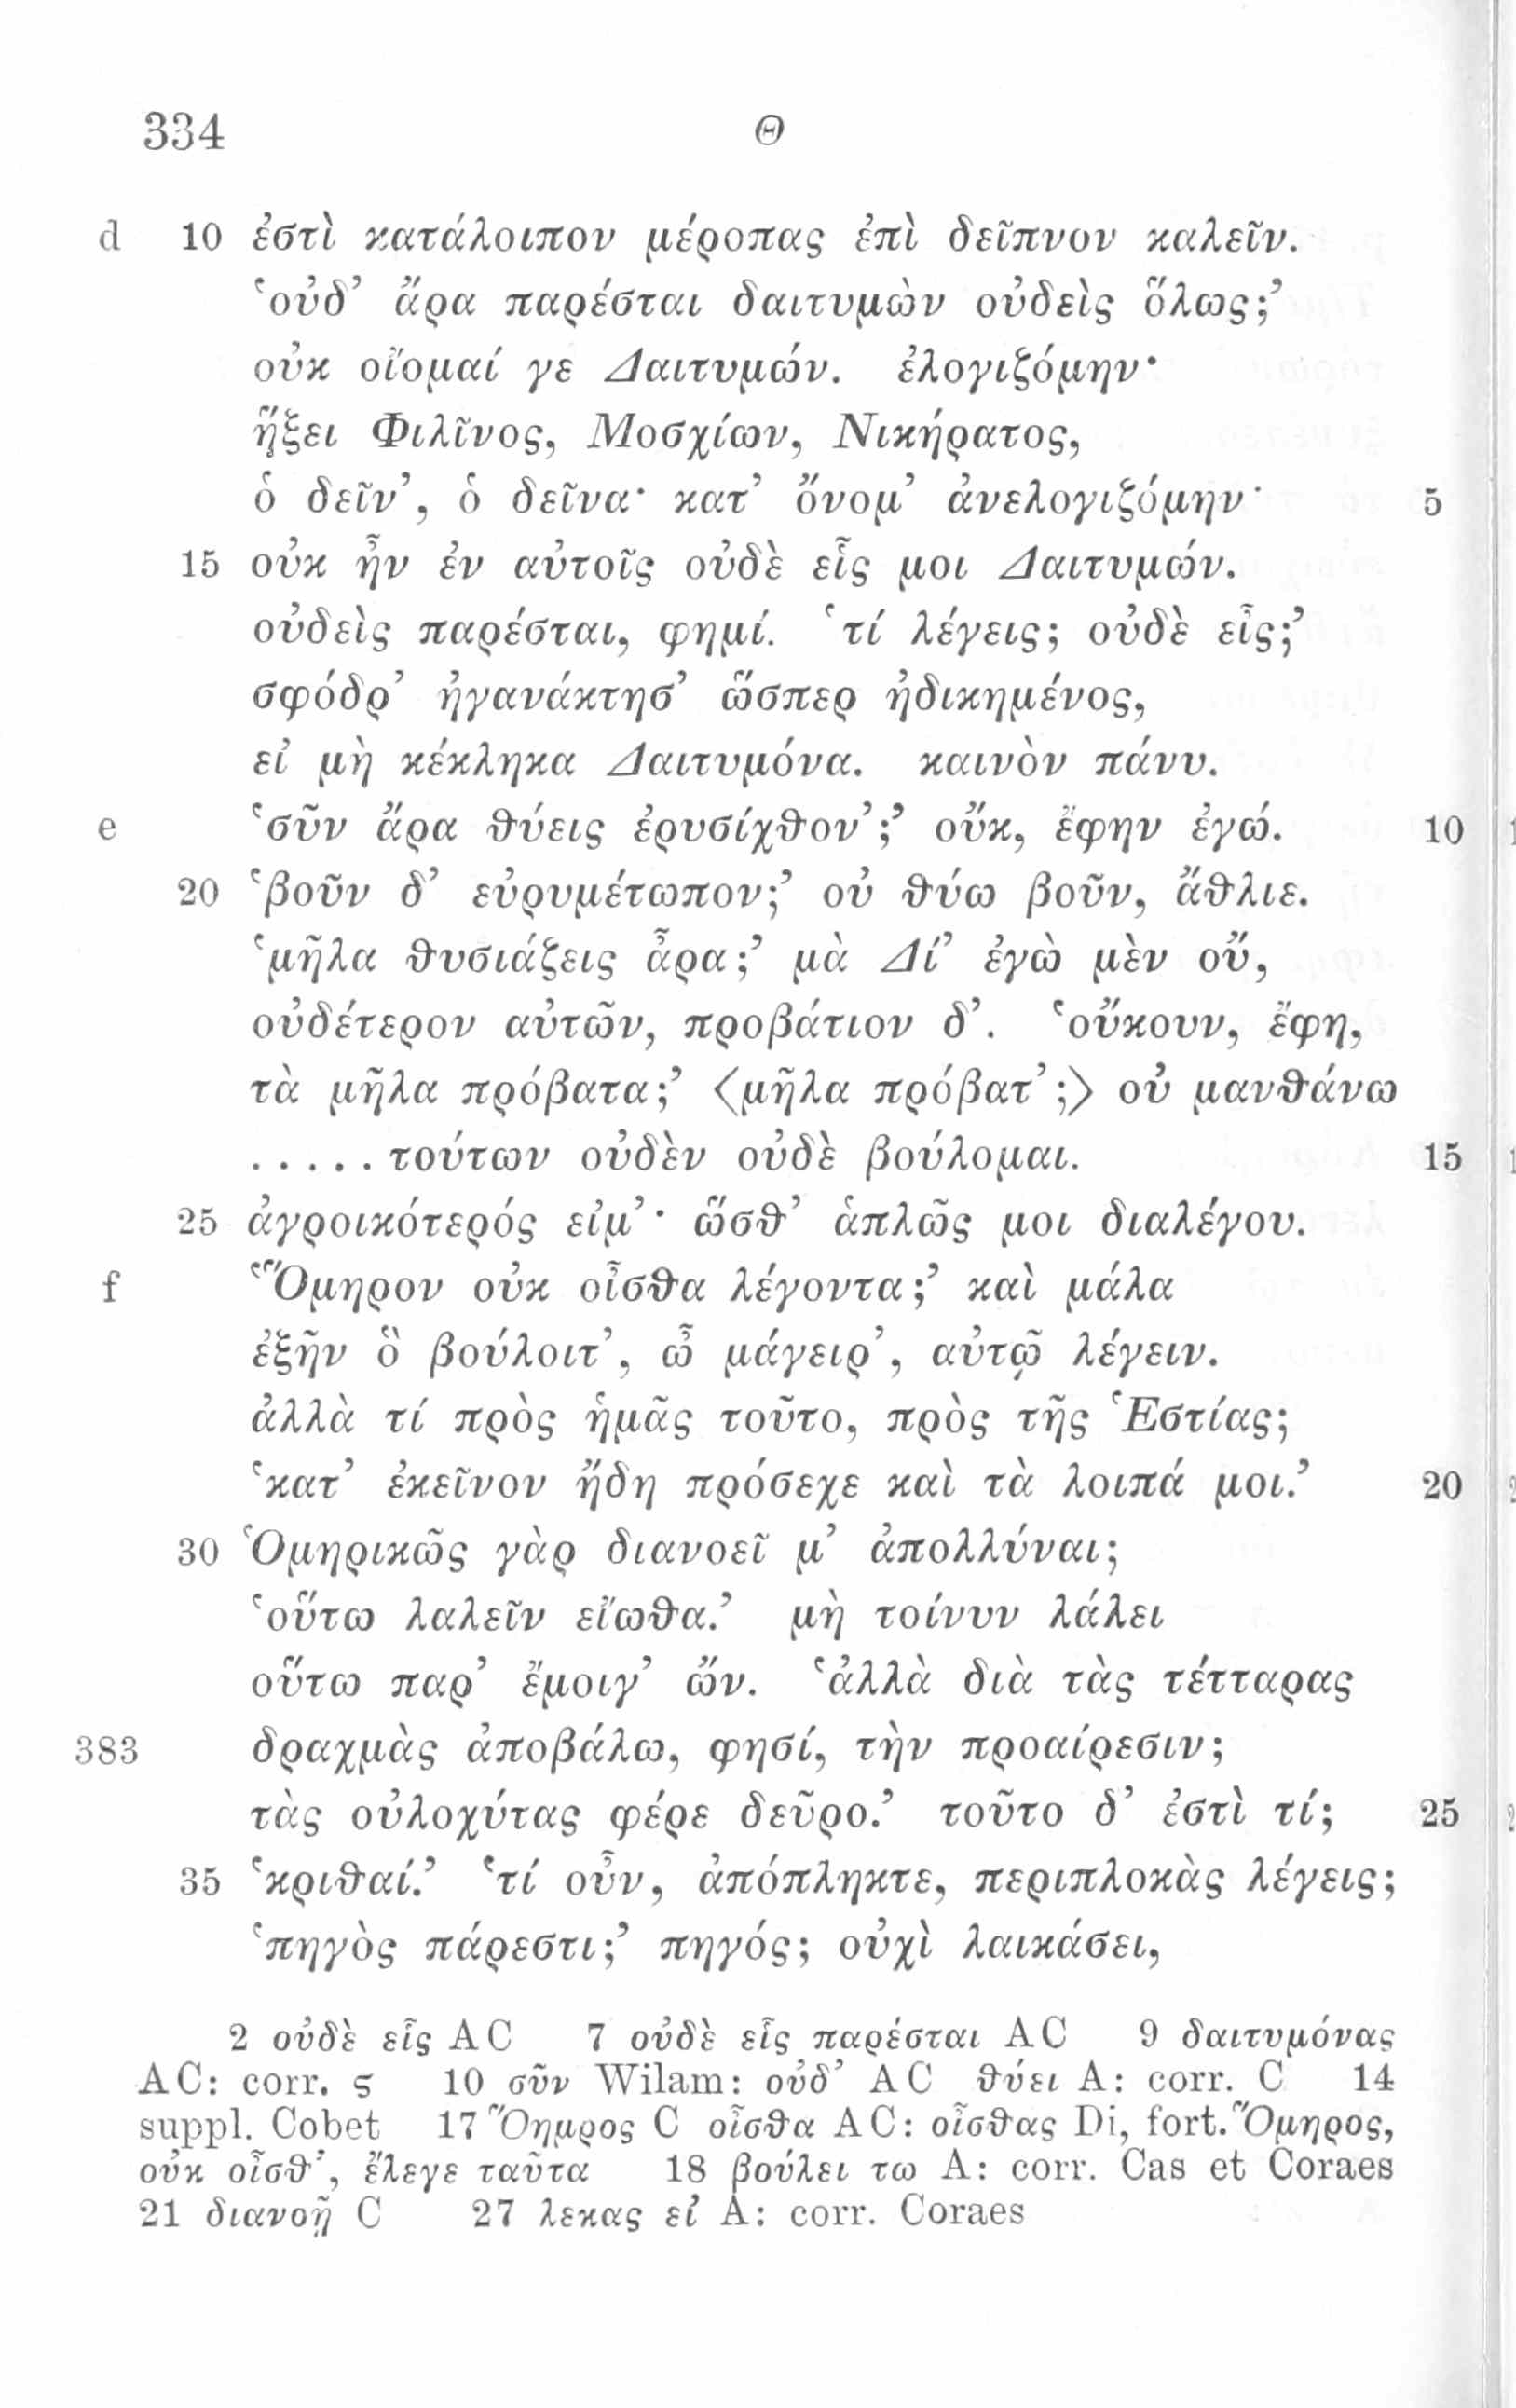 334 Θ
d 10 ἐστὶ κατάλοιπον μέροπας ἐπὶ δεῖπνον καλεῖν.
‘οὐδ’ ἄρα παρέσται δαιτυμὼν οὐδεὶς ὅλως;’
οὐκ οἴομαί γε Δαιτυμών. ἐλογιζόμην·
ἥξει Φιλῖνος, Μοσχίων, Νικήρατος,
ὁ δεῖν’, ὁ δεῖνα· κατ’ ὄνομ’ ἀνελογιζόμην· 5
15 οὐκ ἦν ἐν αὐτοῖς οὐδὲ εἷς μοι Δαιτυμών.
οὐδεὶς παρέσται, φημί. ‘τί λέγεις; οὐδὲ εἷς;’
σφόδρ’ ἠγανάκτησ’ ὥσπερ ἠδικημένος,
εἰ μὴ κέκληκα Δαιτυμόνα. καινὸν πάνυ.
e ‘σῦν ἄρα θύεις ἐρυσίχθον’;’ οὔκ, ἔφην ἐγώ. 10
20 ‘βοῦν δ’ εὐρυμέτωπον;’ οὐ θύω βοῦν, ἄθλιε.
‘μῆλα θυσιάζεις ἆρα;’ μὰ Δί’ ἐγὼ μὲν οὔ,
οὐδέτερον αὐτῶν, προβάτιον δ’. ‘οὔκουν, ἔφη,
τὰ μῆλα πρόβατα;’ <μῆλα πρόβατ’;> οὐ μανθάνω
. . . . . τούτων οὐδὲν οὐδὲ βούλομαι. 15
25 ἀγροικότερός εἰμ’· ὥσθ’ ἁπλῶς μοι διαλέγου.
f ‘Ὅμηρον οὐκ οἶσθα λέγοντα;’ καὶ μάλα
ἐξῆν ὃ βούλοιτ’, ὦ μάγειρ’, αὐτῷ λέγειν.
ἀλλὰ τί πρὸς ἡμᾶς τοῦτο, πρὸς τῆς Ἑστίας;
‘κατ’ ἐκεῖνον ἤδη πρόσεχε καὶ τὰ λοιπά μοι.’ 20
30 Ὁμηρικῶς γὰρ διανοεῖ μ’ ἀπολλύναι;
‘οὕτω λαλεῖν εἴωθα.’ μὴ τοίνυν λάλει
οὕτω παρ’ ἔμοιγ’ ὤν. ‘ἀλλὰ διὰ τὰς τέτταρας
383 δραχμὰς ἀποβάλω, φησί, τὴν προαίρεσιν;
τὰς οὐλοχύτας φέρε δεῦρο.’ τοῦτο δ’ ἐστὶ τί; 25
35 ‘κριθαί.’ ‘τί οὖν, ἀπόπληκτε, περιπλοκὰς λέγεις;
‘πηγὸς πάρεστι;’ πηγός; οὐχὶ λαικάσει,
2 οὐδὲ εἷς AC 7 οὐδὲ εἷς παρέσται AC 9 δαιτυμόνας
AC: corr. ς 10 σῦν Wilam: οὐδ’ AC θύει A: corr. C 14
suppl. Cobet 17 Ὅημρος C οἶσθα AC: οἶσθας Di, fort. Ὅμηρος,
οὐκ οἶσθ’, ἔλεγε ταῦτα 18 βούλει τω A: corr. Cas et Coraes
21 διανοῇ C 27 λεκας εἶ A: corr. Coraes